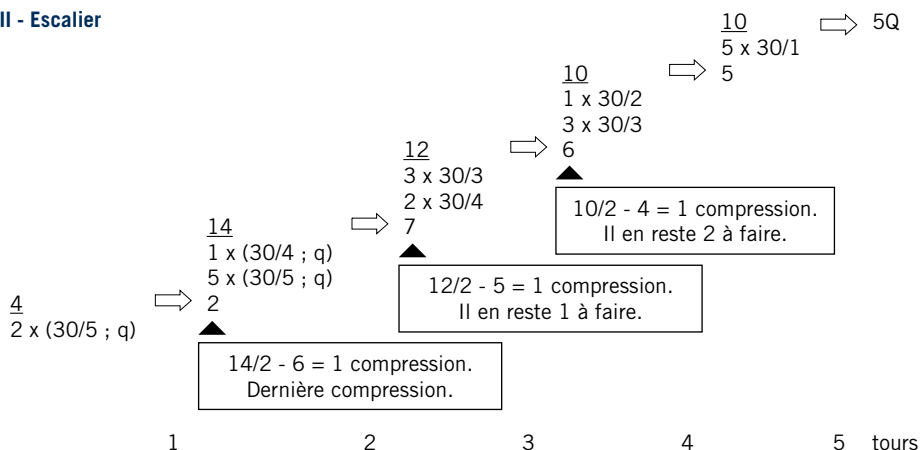 II - Escalier
4
2 x (30/5 ; q)
14
1 x (30/4 ; q)
5 x (30/5 ; q)
2
14/2 - 6 = 1 compression.
Dernière compression.
12
3 x 30/3
2 x 30/4
7
12/2 - 5 = 1 compression.
Il en reste 1 à faire.
10
1 x 30/2
3 x 30/3
6
10/2 - 4 = 1 compression.
Il en reste 2 à faire.
10
5 x 30/1
5
5Q
1 2 3 4 5 tours